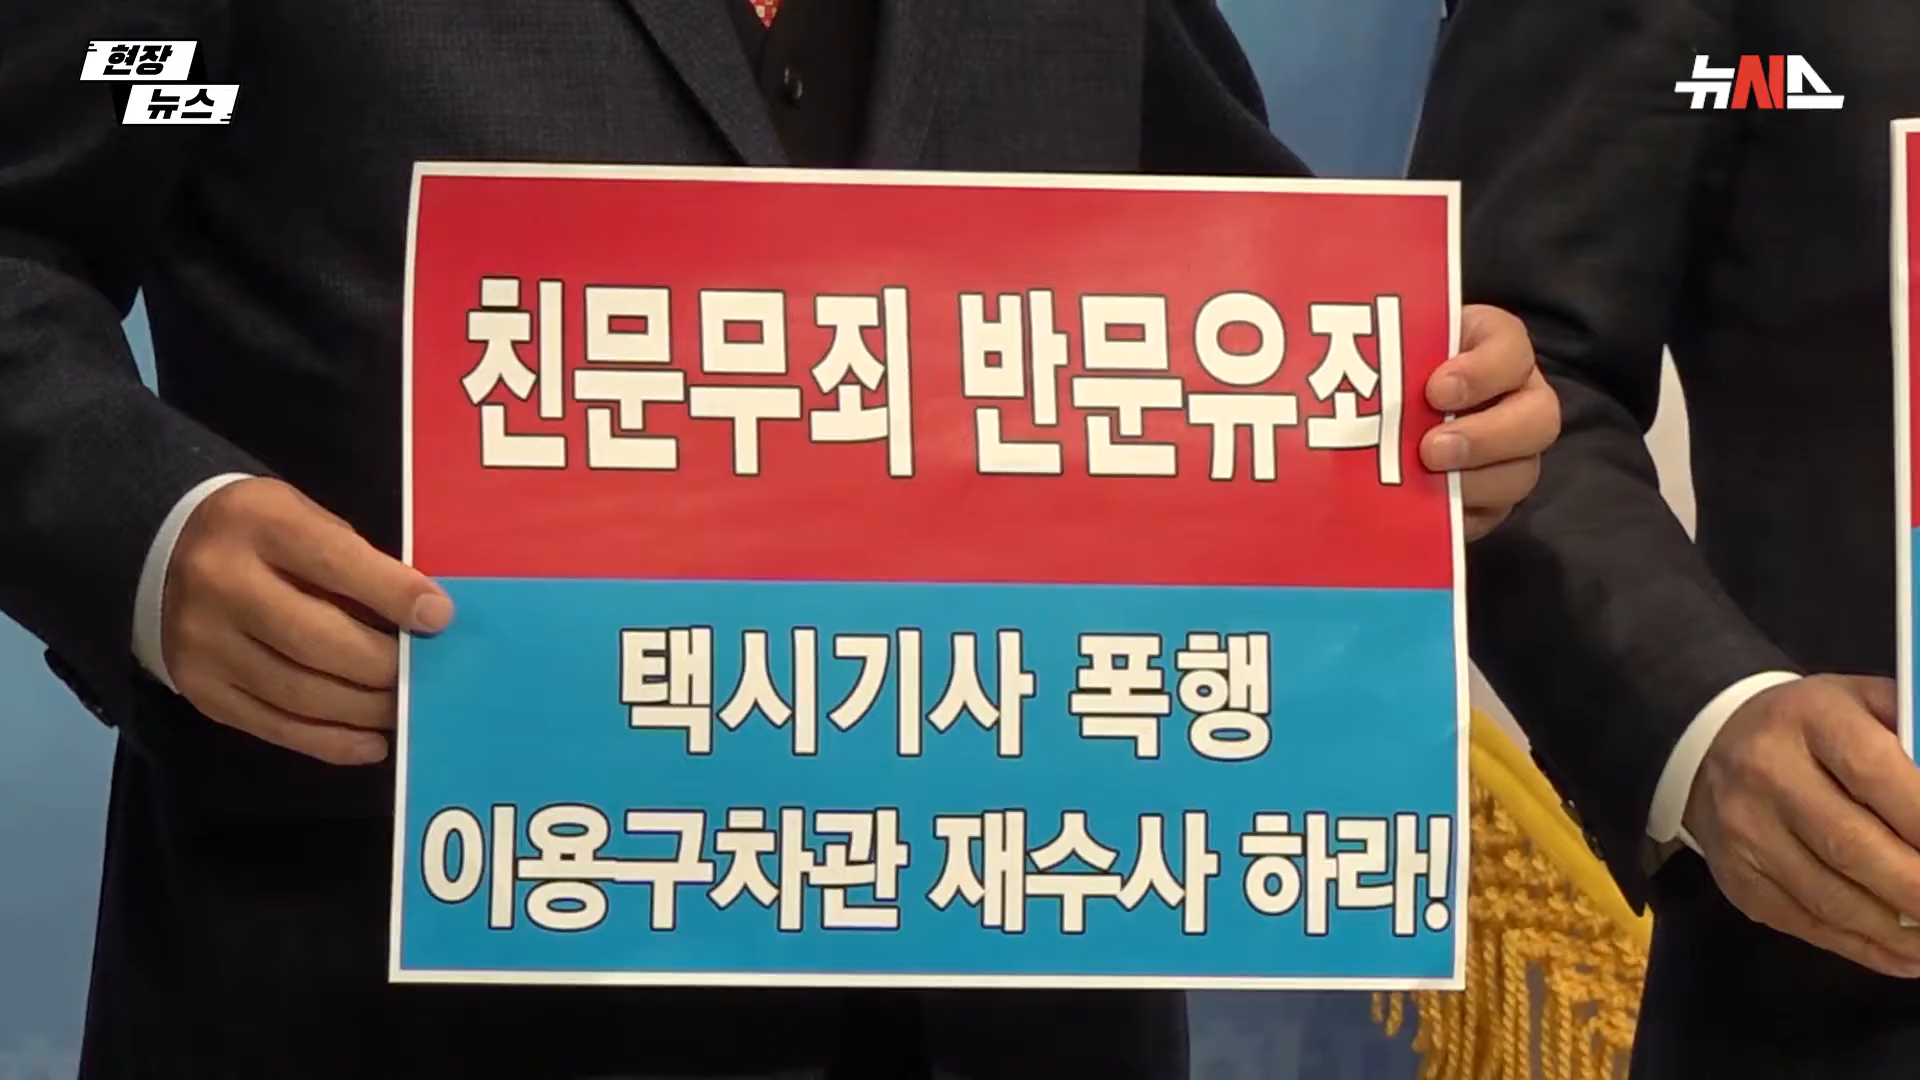 현장
뉴스
뉴시스
친문무죄 반문유죄
택시기사 폭행
이용구차관 재수사 하라!